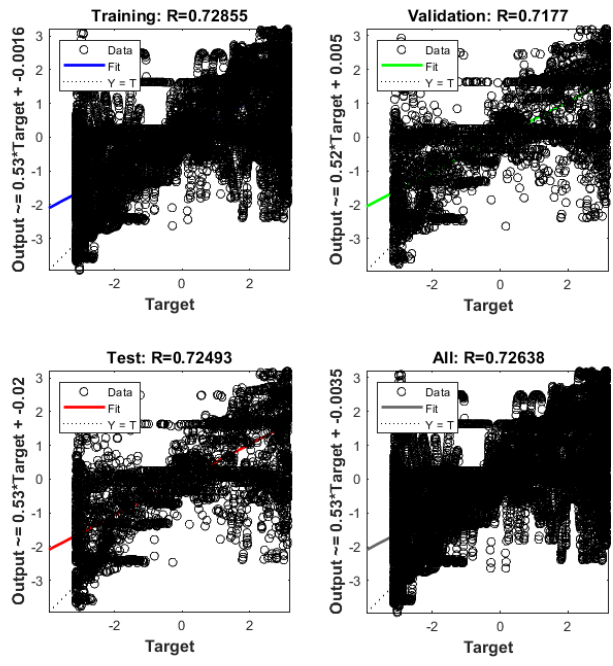 Training: R=0.72855
Output ~= 0.53*Target + -0.0016
3
2
1
0
-1
-2
-3
Data
Fit
Y = T
-2
0
2
Target
Validation: R=0.7177
Output ~= 0.52*Target + 0.005
3
2
1
0
-1
-2
-3
Data
Fit
Y = T
-2
0
2
Target
Test: R=0.72493
Output ~= 0.53*Target + -0.02
3
2
1
0
-1
-2
-3
Data
Fit
Y = T
-2
0
2
Target
All: R=0.72638
Output ~= 0.53*Target + -0.0035
3
2
1
0
-1
-2
-3
Data
Fit
Y = T
-2
0
2
Target